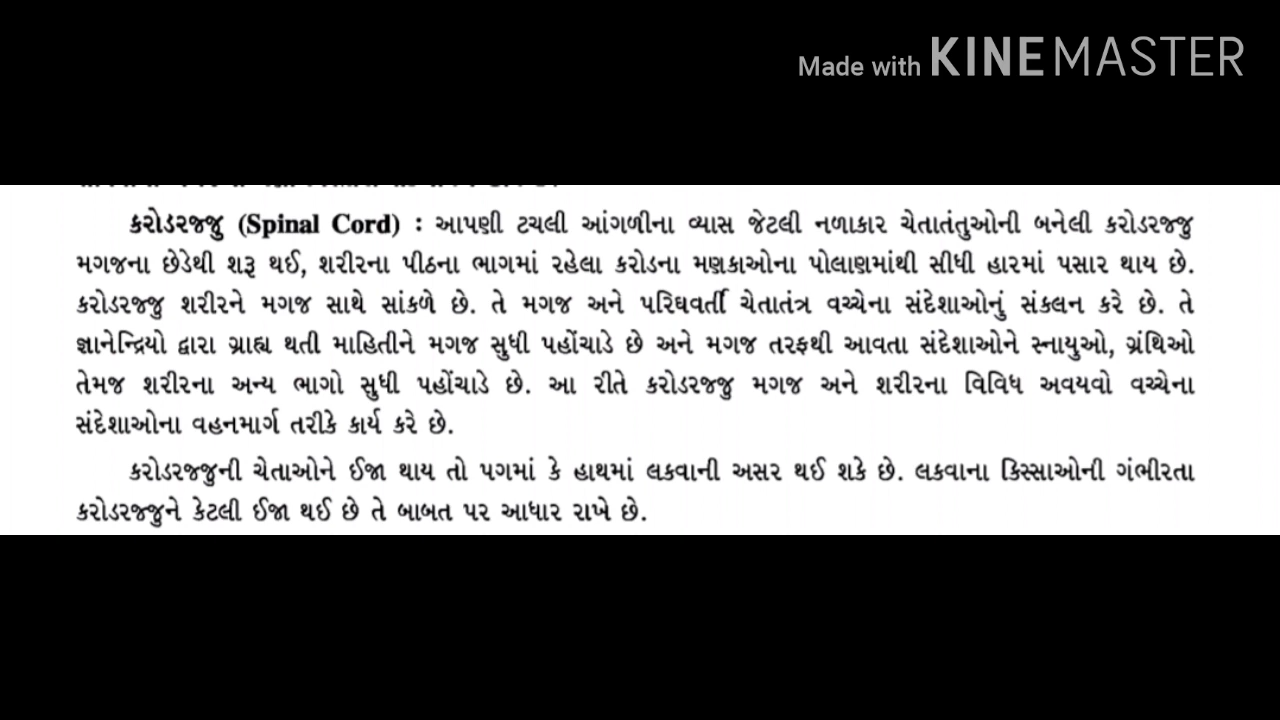 Made with KINEMASTER
કરોડરજ્જુ (Spinal Cord) : આપણી ટચલી આંગળીના વ્યાસ જેટલી નળાકાર ચેતાતંતુઓની બનેલી કરોડરજ્જુ
મગજના છેડેથી શરૂ થઈ, શરીરના પીઠના ભાગમાં રહેલા કરોડના મણકાઓના પોલાણમાંથી સીધી હારમાં પસાર થાય છે.
કરોડરજ્જુ શરીરને મગજ સાથે સાંકળે છે. તે મગજ અને પરિઘવર્તી ચેતાતંત્ર વચ્ચેના સંદેશાઓનું સંકલન કરે છે. તે
જ્ઞાનેન્દ્રિયો દ્વારા ગ્રાહ્ય થતી માહિતીને મગજ સુધી પહોંચાડે છે અને મગજ તરફથી આવતા સંદેશાઓને સ્નાયુઓ, ગ્રંથિઓ
તેમજ શરીરના અન્ય ભાગો સુધી પહોંચાડે છે. આ રીતે કરોડરજ્જુ મગજ અને શરીરના વિવિધ અવયવો વચ્ચેના
સંદેશાઓના વહનમાર્ગ તરીકે કાર્ય કરે છે.
કરોડરજ્જુની ચેતાઓને ઈજા થાય તો પગમાં કે હાથમાં લકવાની અસર થઈ શકે છે. લકવાના કિસ્સાઓની ગંભીરતા
કરોડરજ્જુને કેટલી ઈજા થઈ છે તે બાબત પર આધાર રાખે છે.